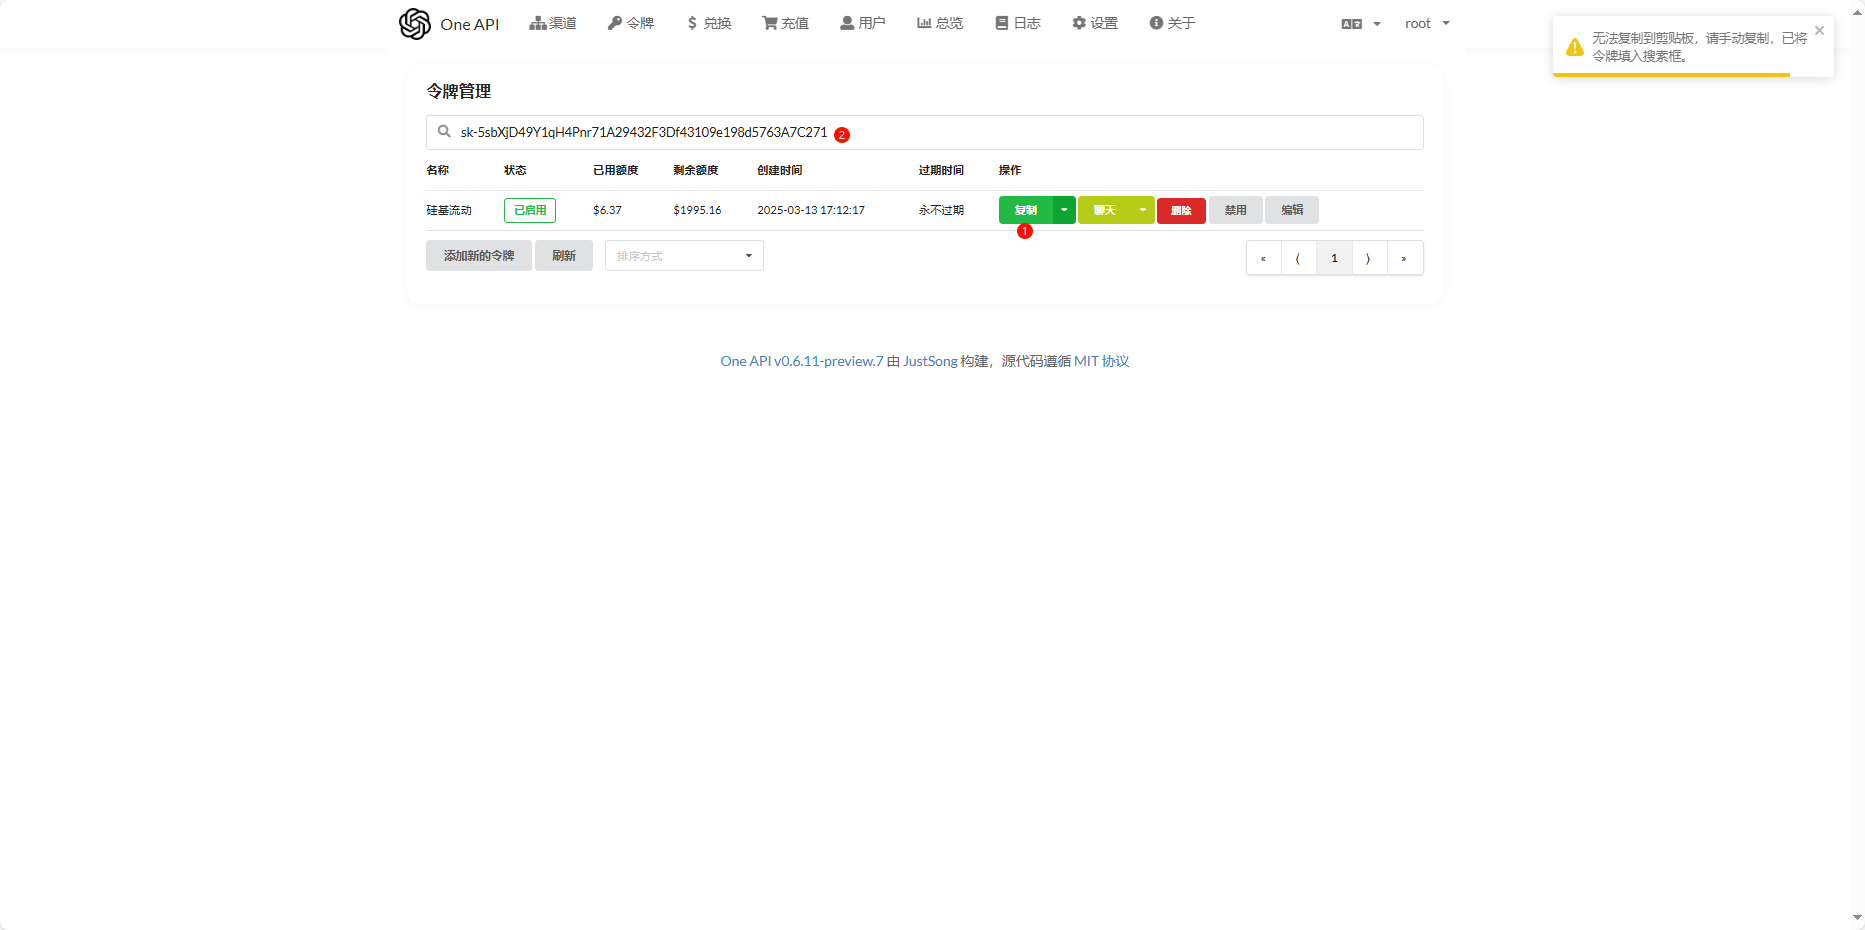 One API 渠道 令牌 $ 兑换 充值 用户 总览 日志 设置 关于 root
无法复制到剪贴板，请手动复制，已将
令牌填入搜索框。
令牌管理
sk-5sbXjD49Y1qH4Pnr71A29432F3Df43109e198d5763A7C271 2
名称 状态 已用额度 剩余额度 创建时间 过期时间 操作
硅基流动 已启用 $6.37 $1995.16 2025-03-13 17:12:17 永不过期 复制 聊天 删除 禁用 编辑
1
添加新的令牌 刷新 排序方式 « ⟨ 1 ⟩ »
One API v0.6.11-preview.7 由 JustSong 构建，源代码遵循 MIT 协议